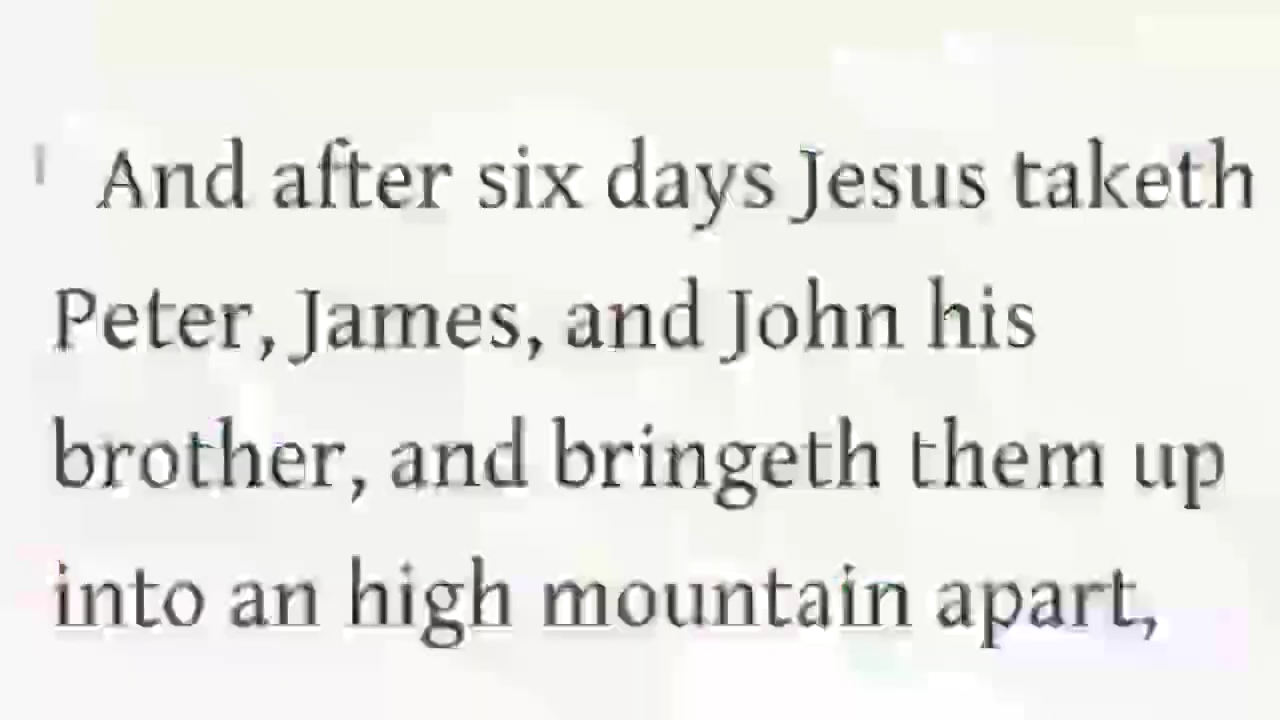 1 And after six days Jesus taketh
Peter, James, and John his
brother, and bringeth them up
into an high mountain apart,